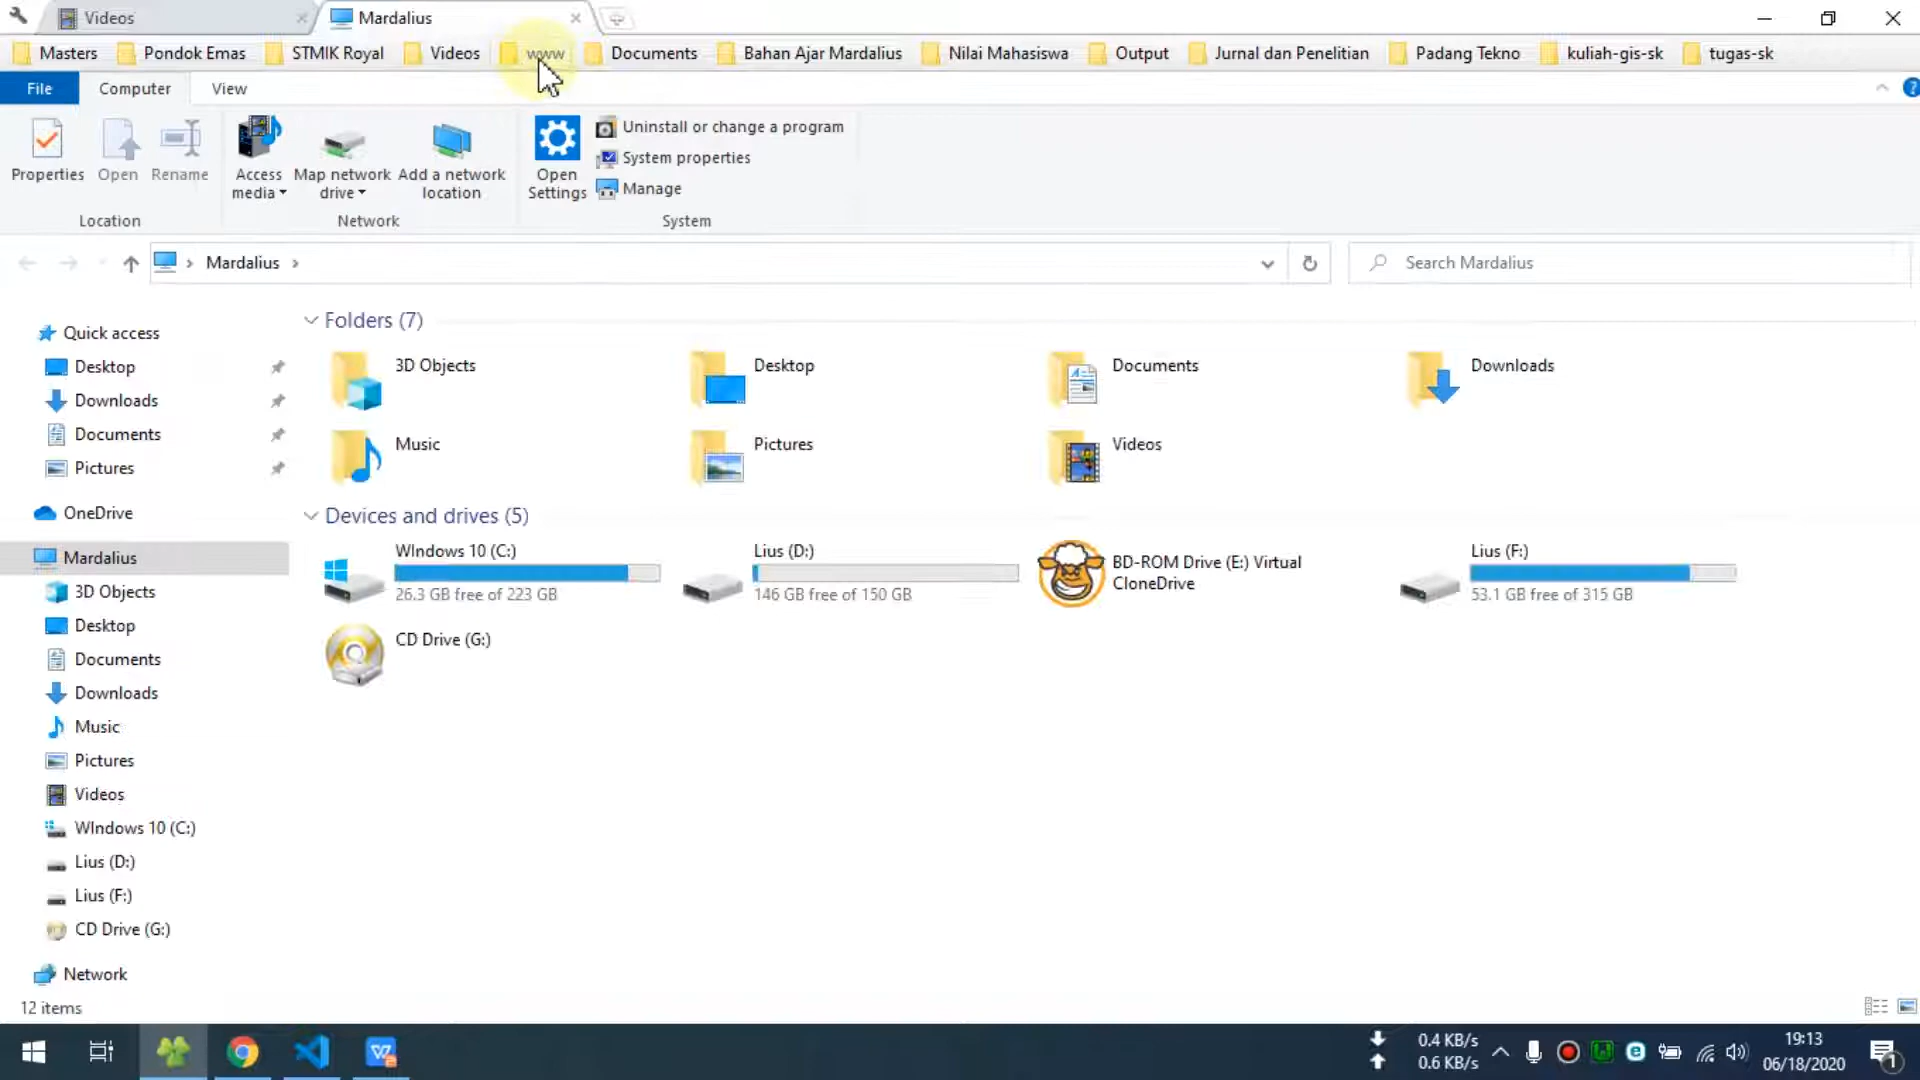 Videos
Mardalius
Masters
Pondok Emas
STMIK Royal
Videos
www
Documents
Bahan Ajar Mardalius
Nilai Mahasiswa
Output
Jurnal dan Penelitian
Padang Tekno
kuliah-gis-sk
tugas-sk
File
Computer
View
Properties
Open
Rename
Location
Access
media
Map network
drive
Add a network
location
Network
Open
Settings
Uninstall or change a program
System properties
Manage
System
Mardalius
Search Mardalius
Quick access
Desktop
Downloads
Documents
Pictures
OneDrive
Mardalius
3D Objects
Desktop
Documents
Downloads
Music
Pictures
Videos
WIndows 10 (C:)
Lius (D:)
Lius (F:)
CD Drive (G:)
Network
Folders (7)
3D Objects
Desktop
Documents
Downloads
Music
Pictures
Videos
Devices and drives (5)
WIndows 10 (C:)
26.3 GB free of 223 GB
Lius (D:)
146 GB free of 150 GB
BD-ROM Drive (E:) Virtual
CloneDrive
Lius (F:)
53.1 GB free of 315 GB
CD Drive (G:)
12 items
0.4 KB/s
0.6 KB/s
19:13
06/18/2020
1